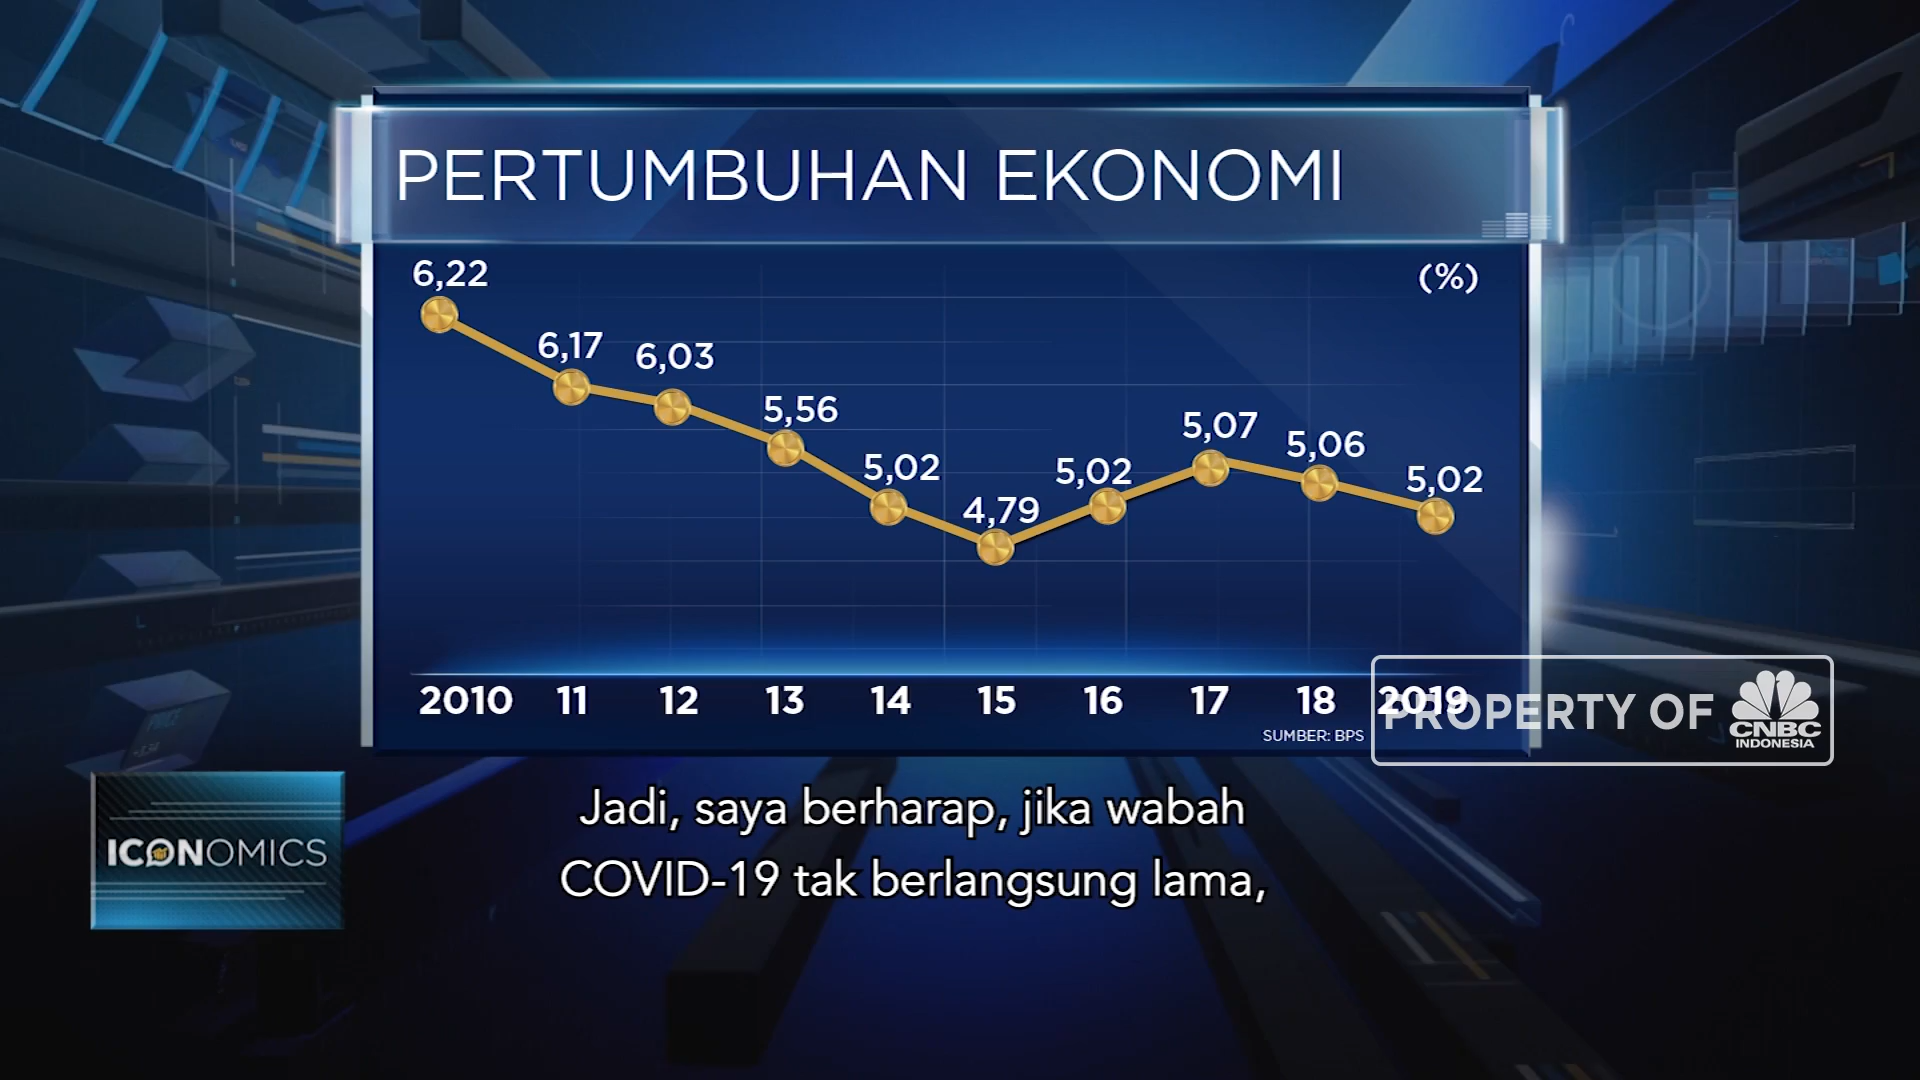 PERTUMBUHAN EKONOMI
(%)
6,22
6,17
6,03
5,56
5,02
4,79
5,02
5,07
5,06
5,02
2010 11 12 13 14 15 16 17 18 2019
SUMBER: BPS
PROPERTY OF CNBC INDONESIA
ICONOMICS
Jadi, saya berharap, jika wabah
COVID-19 tak berlangsung lama,